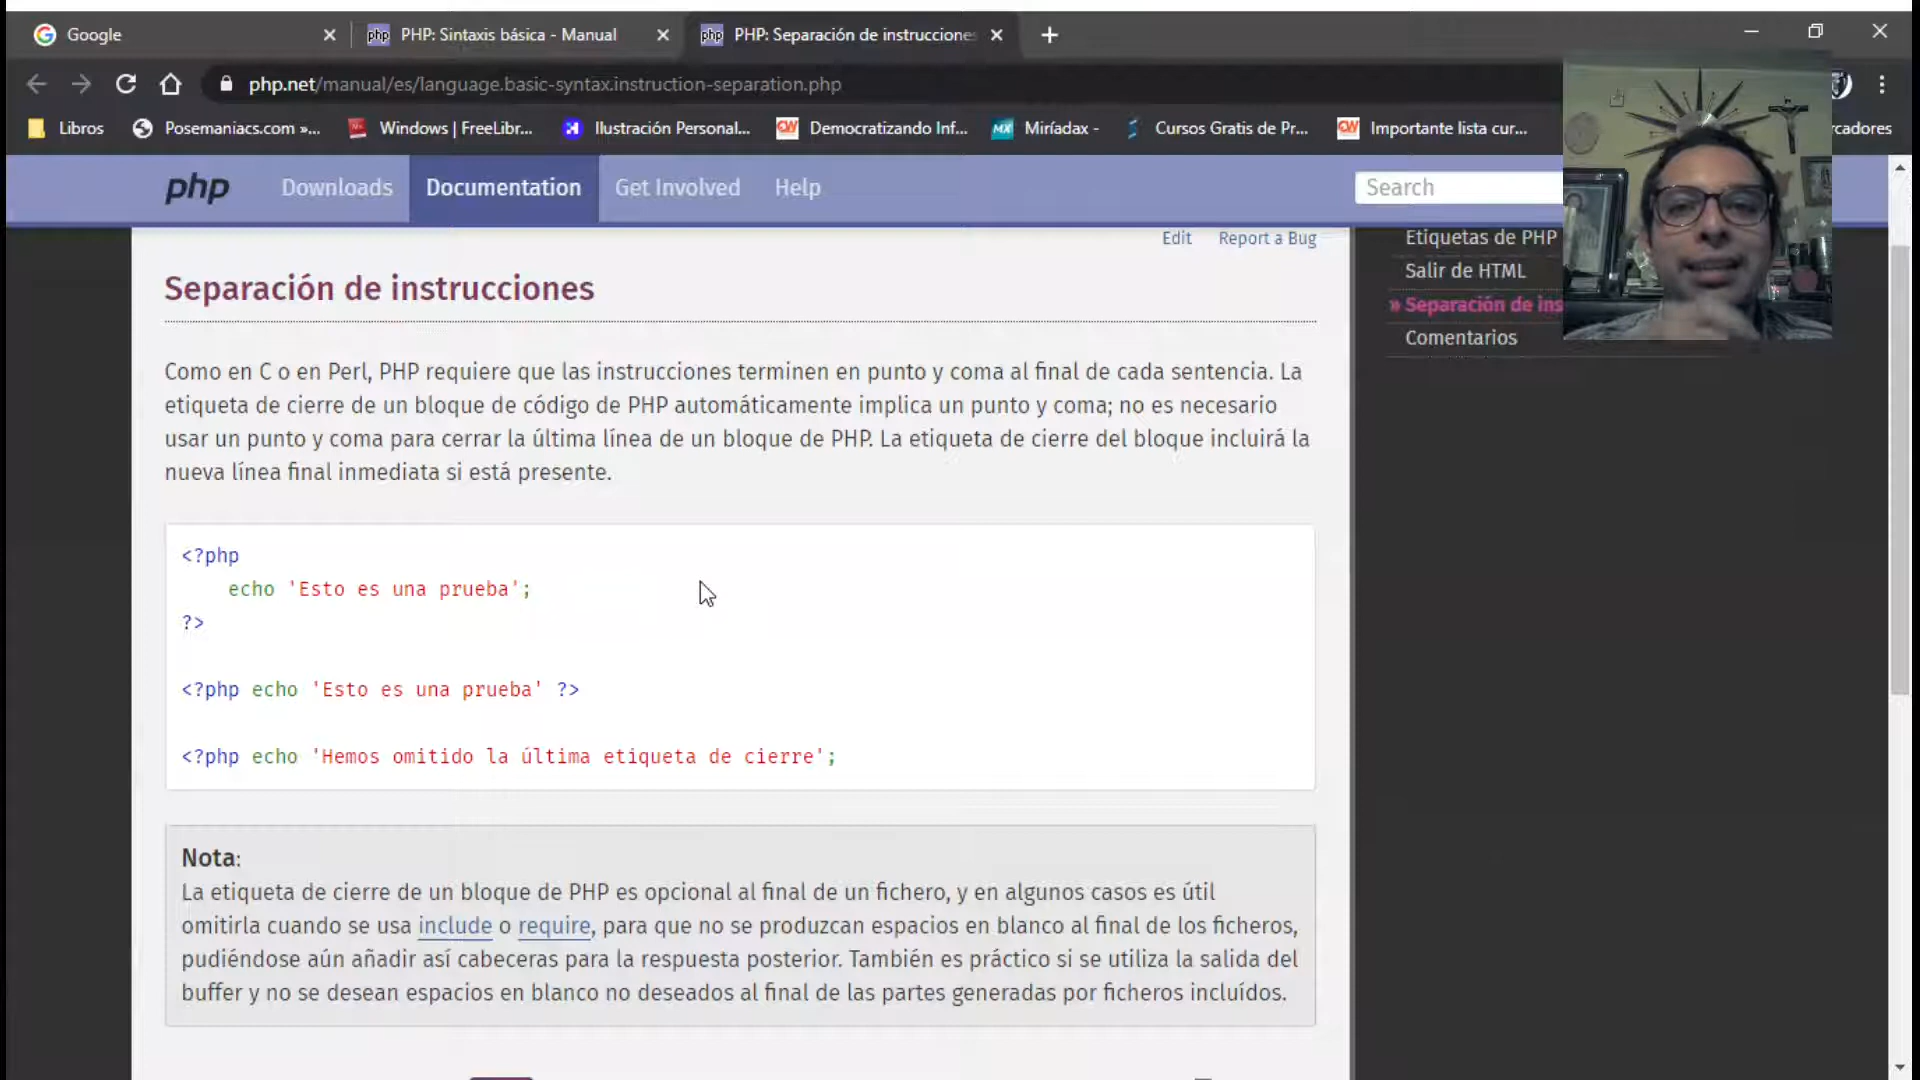 Google
php PHP: Sintaxis básica - Manual
php PHP: Separación de instruccione
php.net/manual/es/language.basic-syntax.instruction-separation.php
Libros
Posemaniacs.com »...
Windows | FreeLibr...
Ilustración Personal...
CW Democratizando Inf...
MX Miríadax -
Cursos Gratis de Pr...
CW Importante lista cur...
rcadores
php
Downloads
Documentation
Get Involved
Help
Search
Edit
Report a Bug
Separación de instrucciones
Como en C o en Perl, PHP requiere que las instrucciones terminen en punto y coma al final de cada sentencia. La
etiqueta de cierre de un bloque de código de PHP automáticamente implica un punto y coma; no es necesario
usar un punto y coma para cerrar la última línea de un bloque de PHP. La etiqueta de cierre del bloque incluirá la
nueva línea final inmediata si está presente.
<?php
echo 'Esto es una prueba';
?>
<?php echo 'Esto es una prueba' ?>
<?php echo 'Hemos omitido la última etiqueta de cierre';
Nota:
La etiqueta de cierre de un bloque de PHP es opcional al final de un fichero, y en algunos casos es útil
omitirla cuando se usa include o require, para que no se produzcan espacios en blanco al final de los ficheros,
pudiéndose aún añadir así cabeceras para la respuesta posterior. También es práctico si se utiliza la salida del
buffer y no se desean espacios en blanco no deseados al final de las partes generadas por ficheros incluídos.
Etiquetas de PHP
Salir de HTML
» Separación de ins
Comentarios